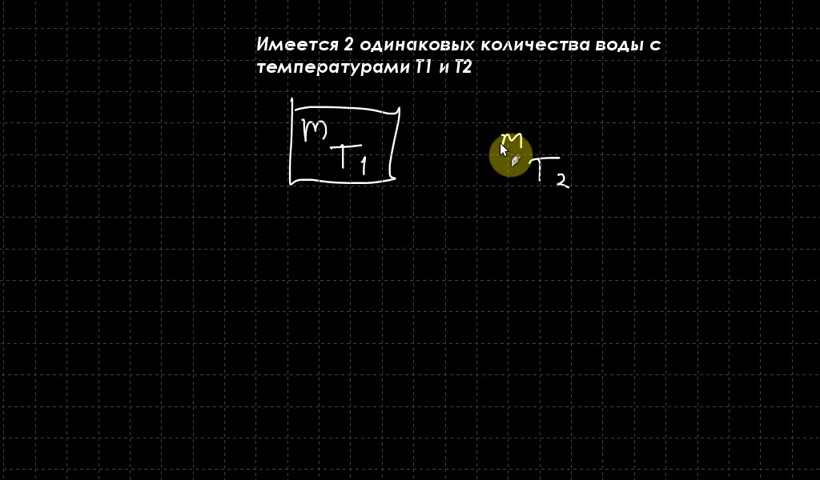 Имеется 2 одинаковых количества воды с
температурами T1 и T2
m
T1
m
T2